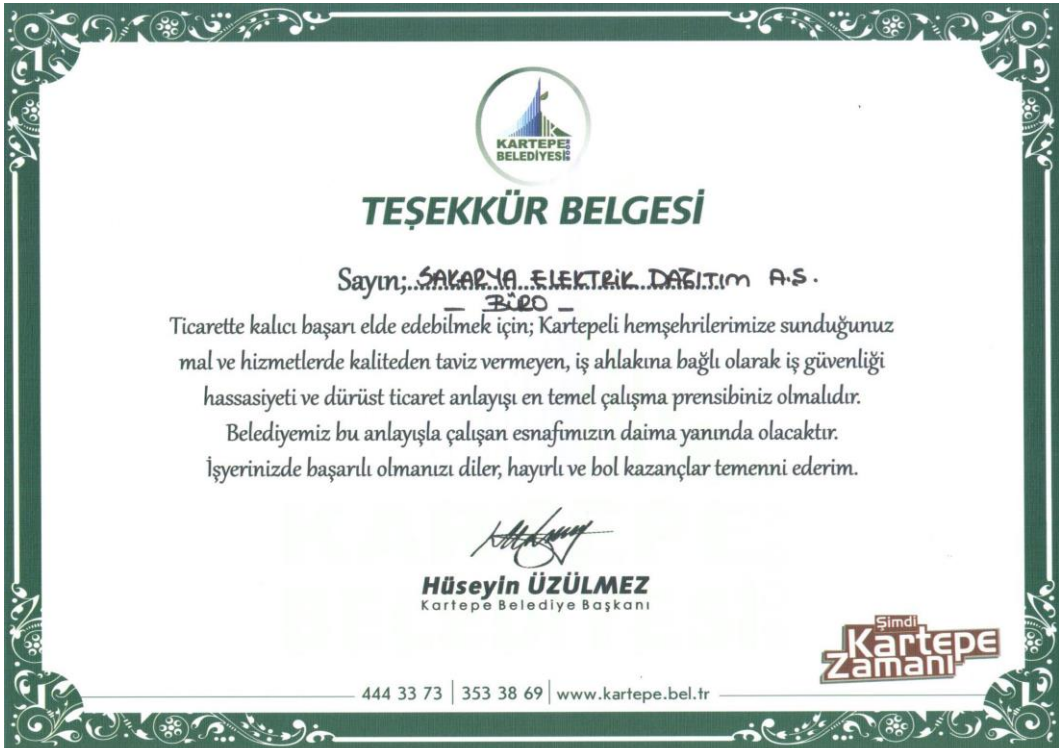 KARTEPE
BELEDİYESİ
TEŞEKKÜR BELGESİ
Sayın; SAKARYA ELEKTRİK DAĞITIM A.Ş.
– BÜRO –
Ticarette kalıcı başarı elde edebilmek için; Kartepeli hemşehrilerimize sunduğunuz
mal ve hizmetlerde kaliteden taviz vermeyen, iş ahlakına bağlı olarak iş güvenliği
hassasiyeti ve dürüst ticaret anlayışı en temel çalışma prensibiniz olmalıdır.
Belediyemiz bu anlayışla çalışan esnafımızın daima yanında olacaktır.
İşyerinizde başarılı olmanızı diler, hayırlı ve bol kazançlar temenni ederim.
Hüseyin ÜZÜLMEZ
Kartepe Belediye Başkanı
Şimdi
Kartepe
Zamanı
444 33 73 | 353 38 69 | www.kartepe.bel.tr